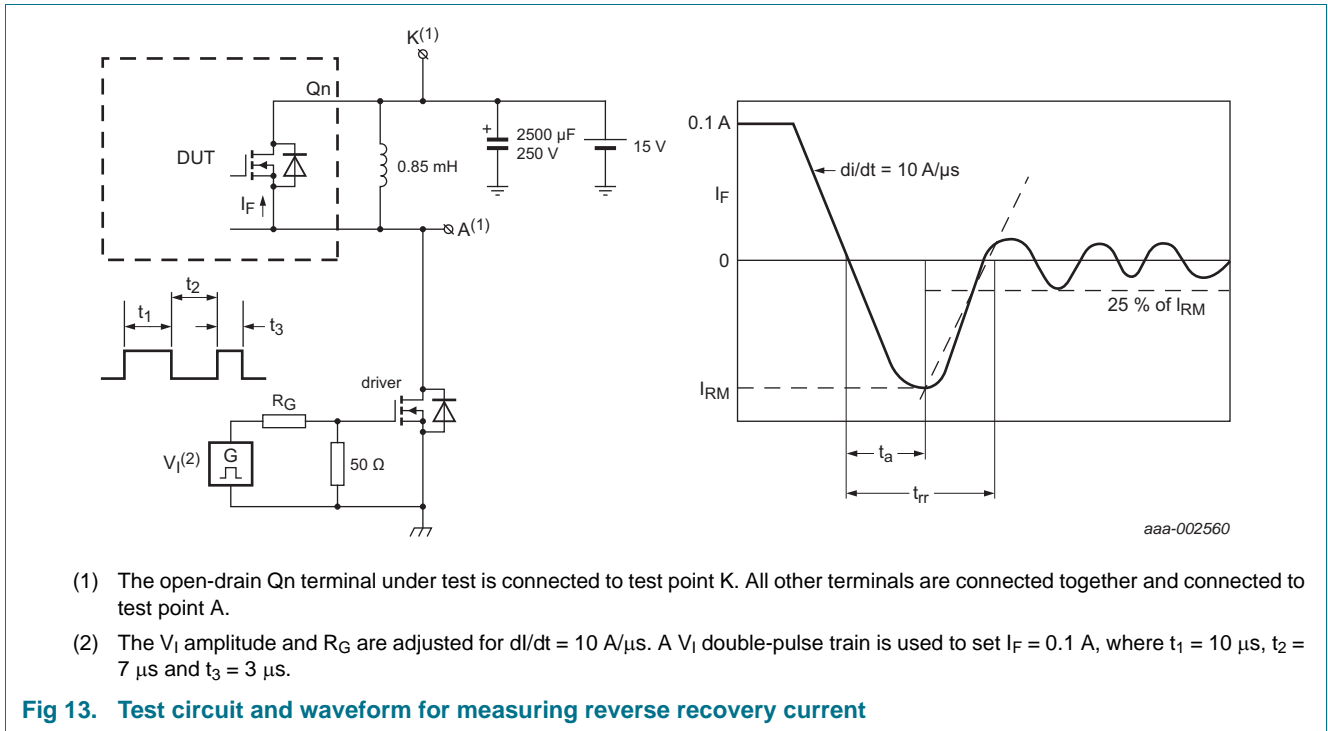 K(1)
Qn
DUT
IF
0.85 mH
+
2500 µF
250 V
15 V
A(1)
t1
t2
t3
driver
RG
VI(2)
G
50 Ω
0.1 A
di/dt = 10 A/µs
IF
0
25 % of IRM
IRM
ta
trr
aaa-002560
(1) The open-drain Qn terminal under test is connected to test point K. All other terminals are connected together and connected to
test point A.
(2) The VI amplitude and RG are adjusted for dI/dt = 10 A/µs. A VI double-pulse train is used to set IF = 0.1 A, where t1 = 10 µs, t2 =
7 µs and t3 = 3 µs.
Fig 13. Test circuit and waveform for measuring reverse recovery current